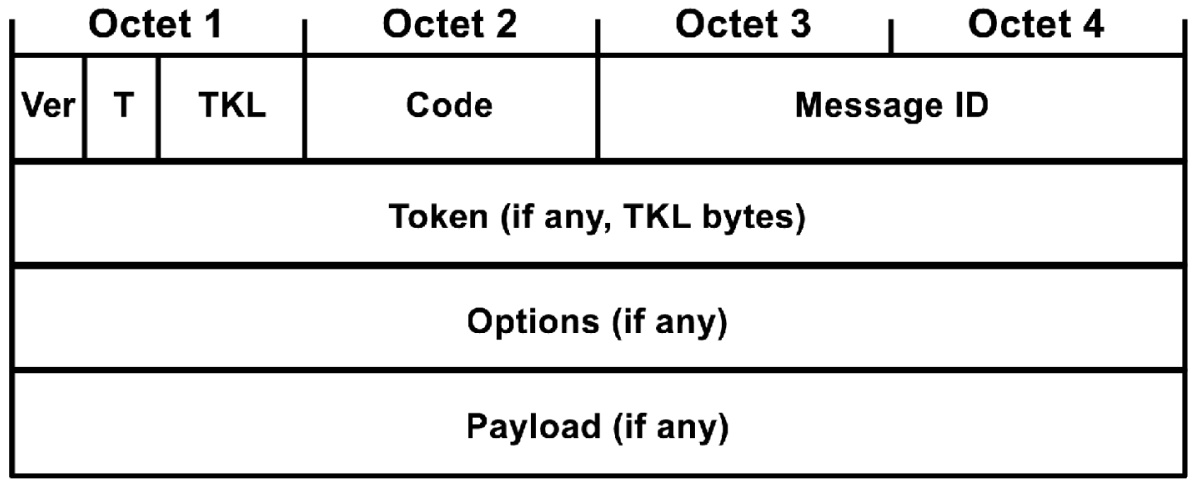 Octet 1 Octet 2 Octet 3 Octet 4
Ver T TKL Code Message ID
Token (if any, TKL bytes)
Options (if any)
Payload (if any)